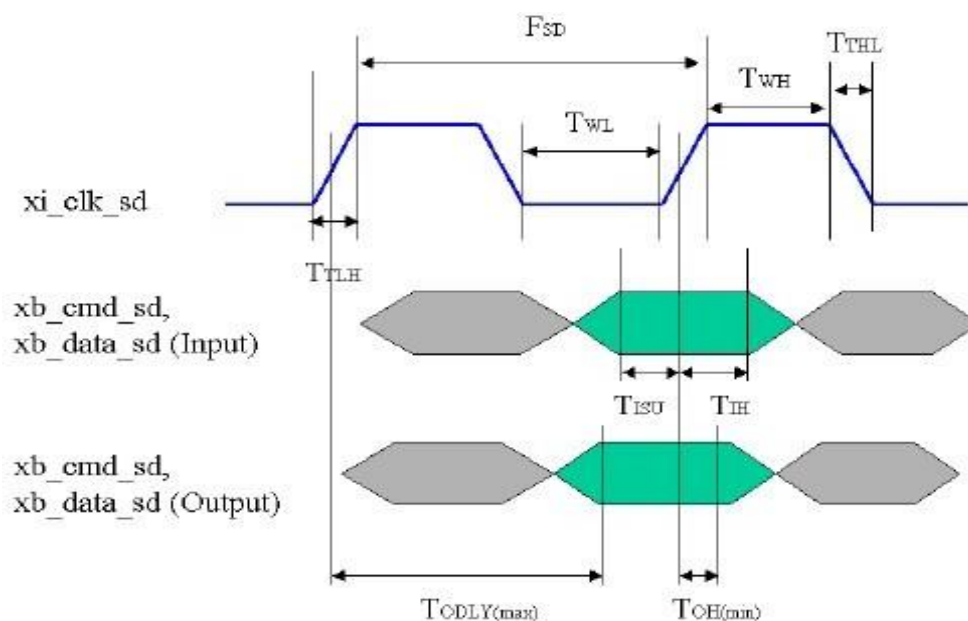 FSD
TTHL
TWH
TWL
xi_clk_sd
TTLH
xb_cmd_sd,
xb_data_sd (Input)
TISU
TIH
xb_cmd_sd,
xb_data_sd (Output)
TODLY(max)
TOH(min)